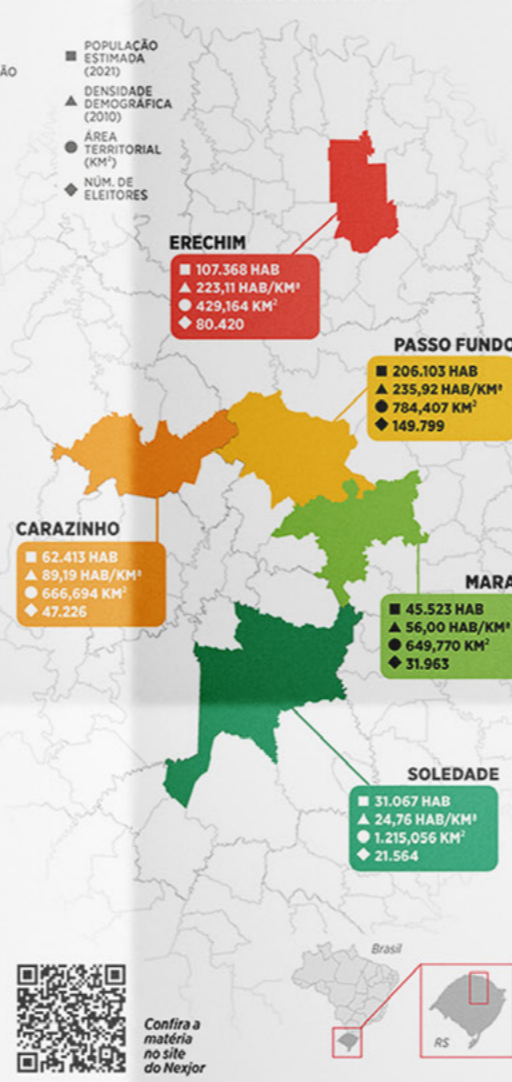 POPULAÇÃO
ESTIMADA
(2021)
ÃO
DENSIDADE
DEMOGRÁFICA
(2010)
ÁREA
TERRITORIAL
(KM²)
NÚM. DE
ELEITORES
ERECHIM
107.368 HAB
223,11 HAB/KM²
429,164 KM²
80.420
PASSO FUNDO
206.103 HAB
235,92 HAB/KM²
784,407 KM²
149.799
CARAZINHO
62.413 HAB
89,19 HAB/KM²
666,694 KM²
47.226
MARA
45.523 HAB
56,00 HAB/KM²
649,770 KM²
31.963
SOLEDADE
31.067 HAB
24,76 HAB/KM²
1.215,056 KM²
21.564
Brasil
RS
Confira a
matéria
no site
do Nexjor